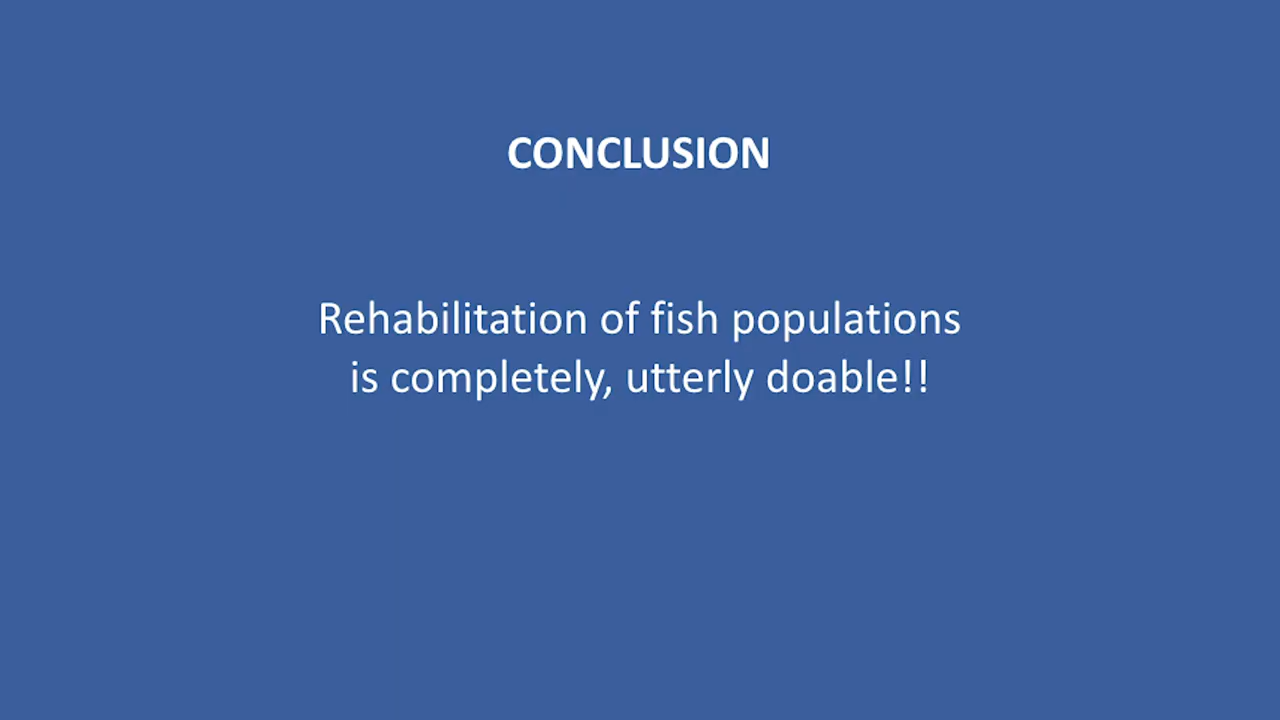 CONCLUSION
Rehabilitation of fish populations
is completely, utterly doable!!